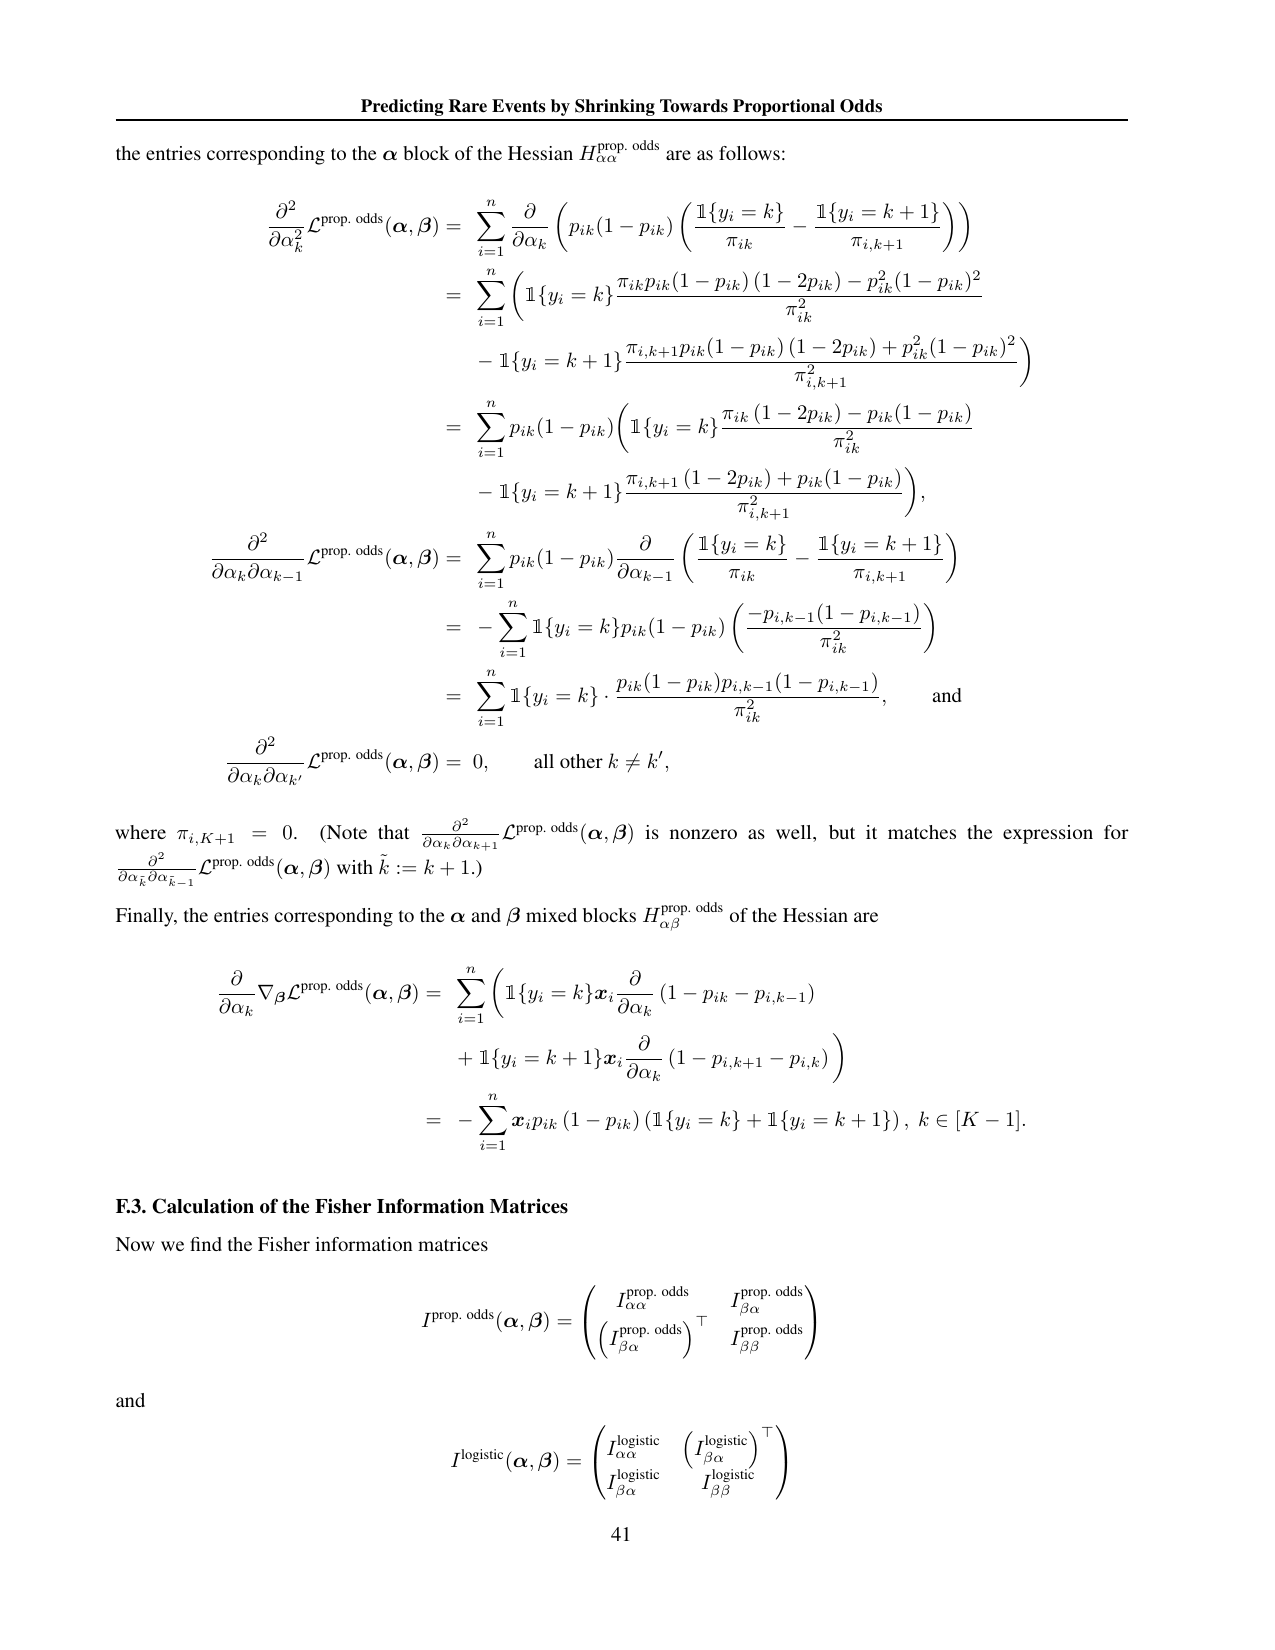 Predicting Rare Events by Shrinking Towards Proportional Odds
the entries corresponding to the $\boldsymbol{\alpha}$ block of the Hessian $H_{\alpha\alpha}^{\text{prop. odds}}$ are as follows:
$\frac{\partial^2}{\partial \alpha_k^2} \mathcal{L}^{\text{prop. odds}}(\boldsymbol{\alpha}, \boldsymbol{\beta}) = \sum_{i=1}^n \frac{\partial}{\partial \alpha_k} \left( p_{ik}(1 - p_{ik}) \left( \frac{\mathbb{1}\{y_i = k\}}{\pi_{ik}} - \frac{\mathbb{1}\{y_i = k+1\}}{\pi_{i,k+1}} \right) \right)$
$= \sum_{i=1}^n \Big( \mathbb{1}\{y_i = k\} \frac{\pi_{ik} p_{ik}(1 - p_{ik})(1 - 2p_{ik}) - p_{ik}^2(1 - p_{ik})^2}{\pi_{ik}^2}$
$- \mathbb{1}\{y_i = k+1\} \frac{\pi_{i,k+1} p_{ik}(1 - p_{ik})(1 - 2p_{ik}) + p_{ik}^2(1 - p_{ik})^2}{\pi_{i,k+1}^2} \Big)$
$= \sum_{i=1}^n p_{ik}(1 - p_{ik}) \Big( \mathbb{1}\{y_i = k\} \frac{\pi_{ik}(1 - 2p_{ik}) - p_{ik}(1 - p_{ik})}{\pi_{ik}^2}$
$- \mathbb{1}\{y_i = k+1\} \frac{\pi_{i,k+1}(1 - 2p_{ik}) + p_{ik}(1 - p_{ik})}{\pi_{i,k+1}^2} \Big),$
$\frac{\partial^2}{\partial \alpha_k \partial \alpha_{k-1}} \mathcal{L}^{\text{prop. odds}}(\boldsymbol{\alpha}, \boldsymbol{\beta}) = \sum_{i=1}^n p_{ik}(1 - p_{ik}) \frac{\partial}{\partial \alpha_{k-1}} \left( \frac{\mathbb{1}\{y_i = k\}}{\pi_{ik}} - \frac{\mathbb{1}\{y_i = k+1\}}{\pi_{i,k+1}} \right)$
$= - \sum_{i=1}^n \mathbb{1}\{y_i = k\} p_{ik}(1 - p_{ik}) \left( \frac{-p_{i,k-1}(1 - p_{i,k-1})}{\pi_{ik}^2} \right)$
$= \sum_{i=1}^n \mathbb{1}\{y_i = k\} \cdot \frac{p_{ik}(1 - p_{ik}) p_{i,k-1}(1 - p_{i,k-1})}{\pi_{ik}^2},$ and
$\frac{\partial^2}{\partial \alpha_k \partial \alpha_{k'}} \mathcal{L}^{\text{prop. odds}}(\boldsymbol{\alpha}, \boldsymbol{\beta}) = 0,$ all other $k \neq k',$
where $\pi_{i,K+1} = 0$. (Note that $\frac{\partial^2}{\partial \alpha_k \partial \alpha_{k+1}} \mathcal{L}^{\text{prop. odds}}(\boldsymbol{\alpha}, \boldsymbol{\beta})$ is nonzero as well, but it matches the expression for
$\frac{\partial^2}{\partial \alpha_{\tilde{k}} \partial \alpha_{\tilde{k}-1}} \mathcal{L}^{\text{prop. odds}}(\boldsymbol{\alpha}, \boldsymbol{\beta})$ with $\tilde{k} := k + 1$.)
Finally, the entries corresponding to the $\boldsymbol{\alpha}$ and $\boldsymbol{\beta}$ mixed blocks $H_{\alpha\beta}^{\text{prop. odds}}$ of the Hessian are
$\frac{\partial}{\partial \alpha_k} \nabla_{\boldsymbol{\beta}} \mathcal{L}^{\text{prop. odds}}(\boldsymbol{\alpha}, \boldsymbol{\beta}) = \sum_{i=1}^n \Big( \mathbb{1}\{y_i = k\} \boldsymbol{x}_i \frac{\partial}{\partial \alpha_k} (1 - p_{ik} - p_{i,k-1})$
$+ \mathbb{1}\{y_i = k+1\} \boldsymbol{x}_i \frac{\partial}{\partial \alpha_k} (1 - p_{i,k+1} - p_{i,k}) \Big)$
$= - \sum_{i=1}^n \boldsymbol{x}_i p_{ik} (1 - p_{ik}) (\mathbb{1}\{y_i = k\} + \mathbb{1}\{y_i = k+1\}), \ k \in [K-1].$
F.3. Calculation of the Fisher Information Matrices
Now we find the Fisher information matrices
$I^{\text{prop. odds}}(\boldsymbol{\alpha}, \boldsymbol{\beta}) = \begin{pmatrix} I_{\alpha\alpha}^{\text{prop. odds}} & I_{\beta\alpha}^{\text{prop. odds}} \\ \left( I_{\beta\alpha}^{\text{prop. odds}} \right)^\top & I_{\beta\beta}^{\text{prop. odds}} \end{pmatrix}$
and
$I^{\text{logistic}}(\boldsymbol{\alpha}, \boldsymbol{\beta}) = \begin{pmatrix} I_{\alpha\alpha}^{\text{logistic}} & \left( I_{\beta\alpha}^{\text{logistic}} \right)^\top \\ I_{\beta\alpha}^{\text{logistic}} & I_{\beta\beta}^{\text{logistic}} \end{pmatrix}$
41